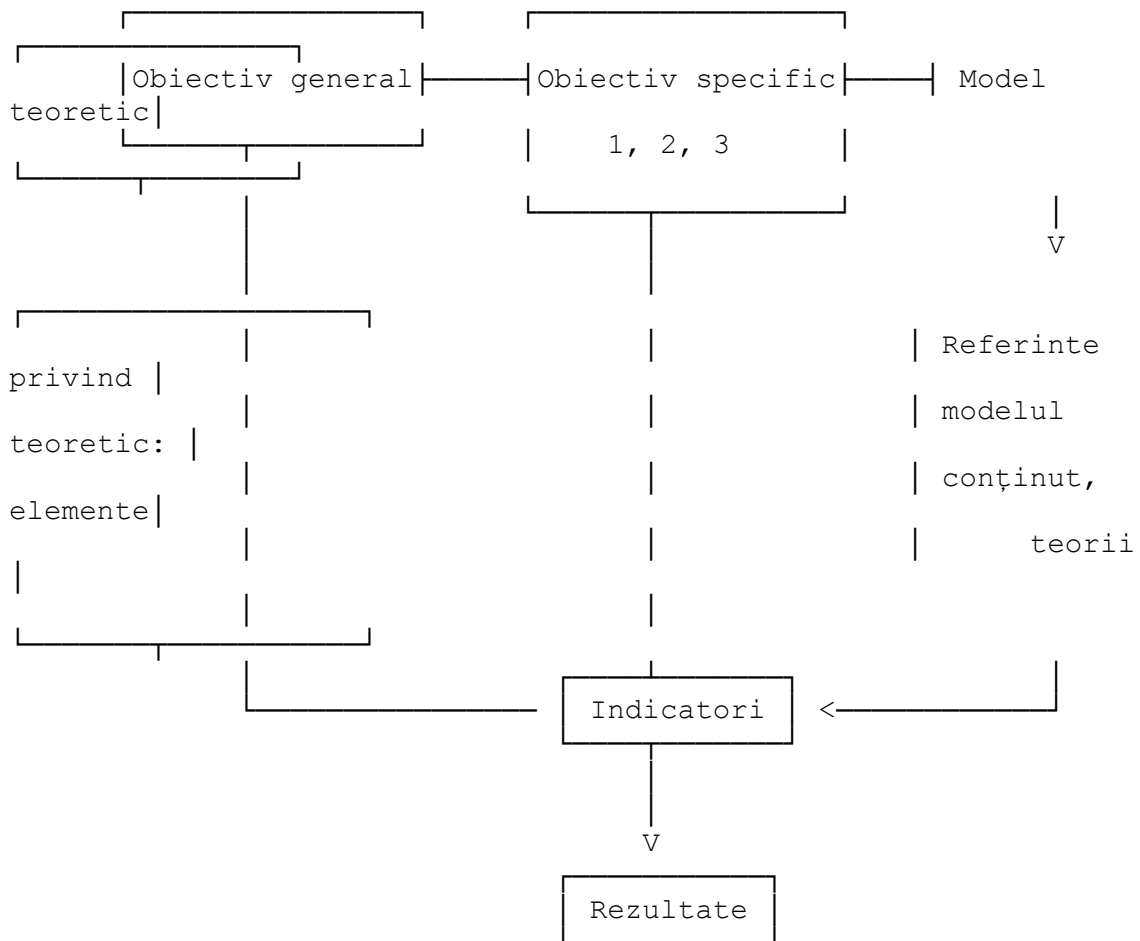 Obiectiv general Obiectiv specific Model
teoretic
1, 2, 3
V
Referinte
privind
modelul
teoretic:
conținut,
elemente
teorii
Indicatori <
V
Rezultate